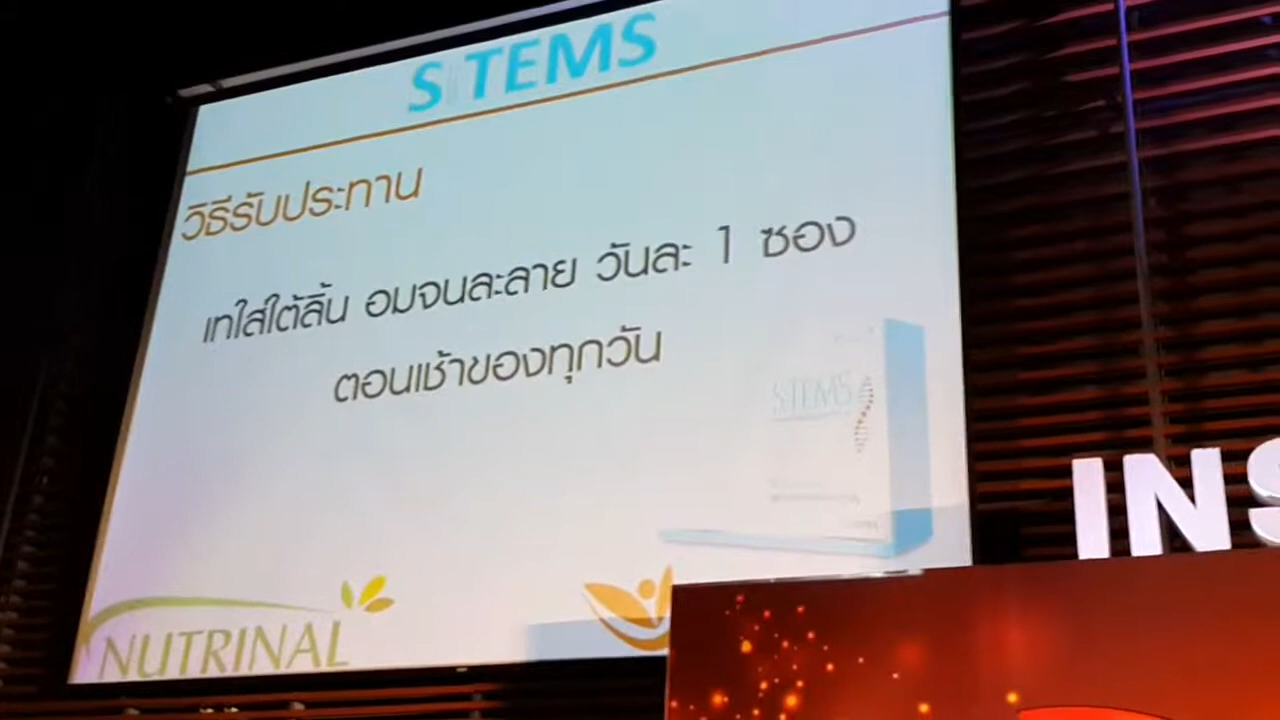 S TEMS
วิธีรับประทาน
เทใส่ใต้ลิ้น อมจนละลาย วันละ 1 ซอง
ตอนเช้าของทุกวัน
STEMS
NUTRINAL
INS